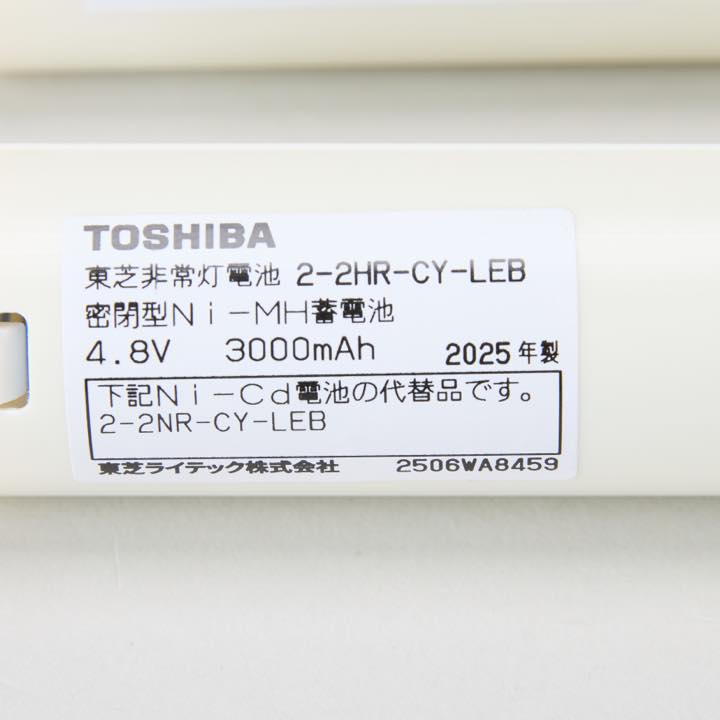 TOSHIBA
東芝非常灯電池 2-2HR-CY-LEB
密閉型Ni-MH蓄電池
4.8V 3000mAh 2025年製
下記Ni-Cd電池の代替品です。
2-2NR-CY-LEB
東芝ライテック株式会社 2506WA8459